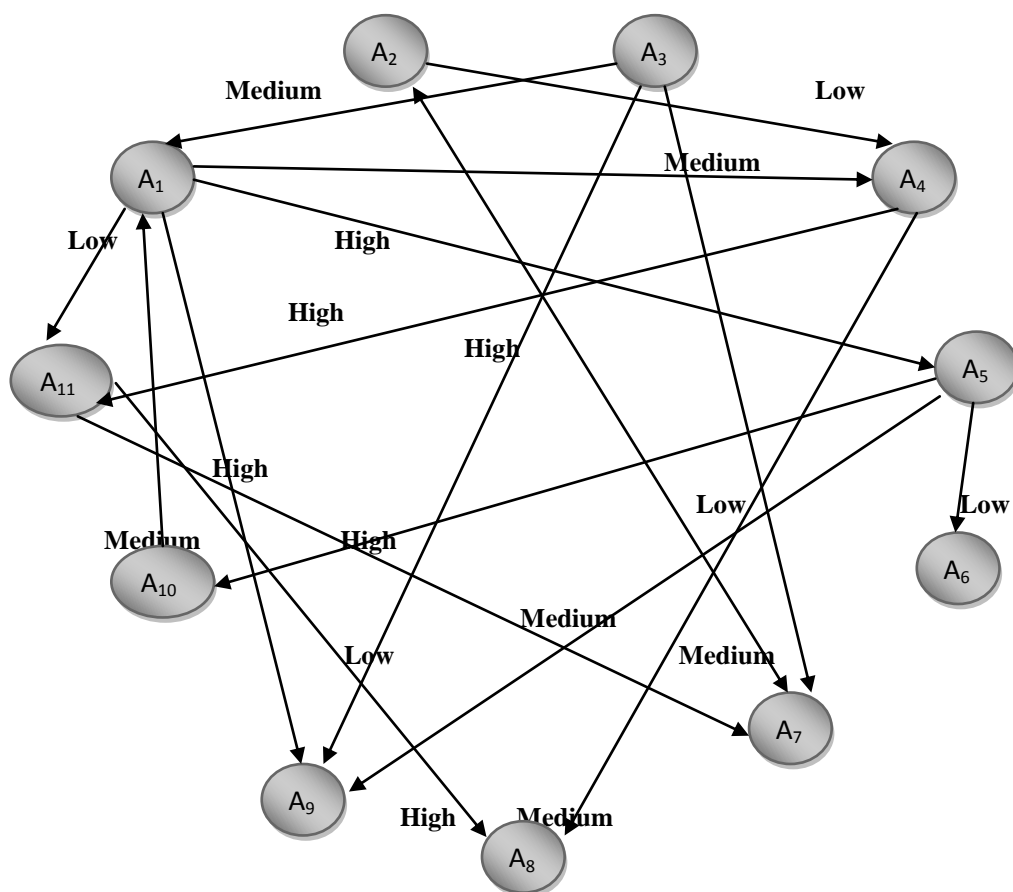 A2
A3
Medium
Low
A1
Medium
A4
Low
High
High
High
A5
A11
High
Low
Low
Medium
High
A10
A6
Medium
Low
Medium
A7
A9
High
Medium
A8